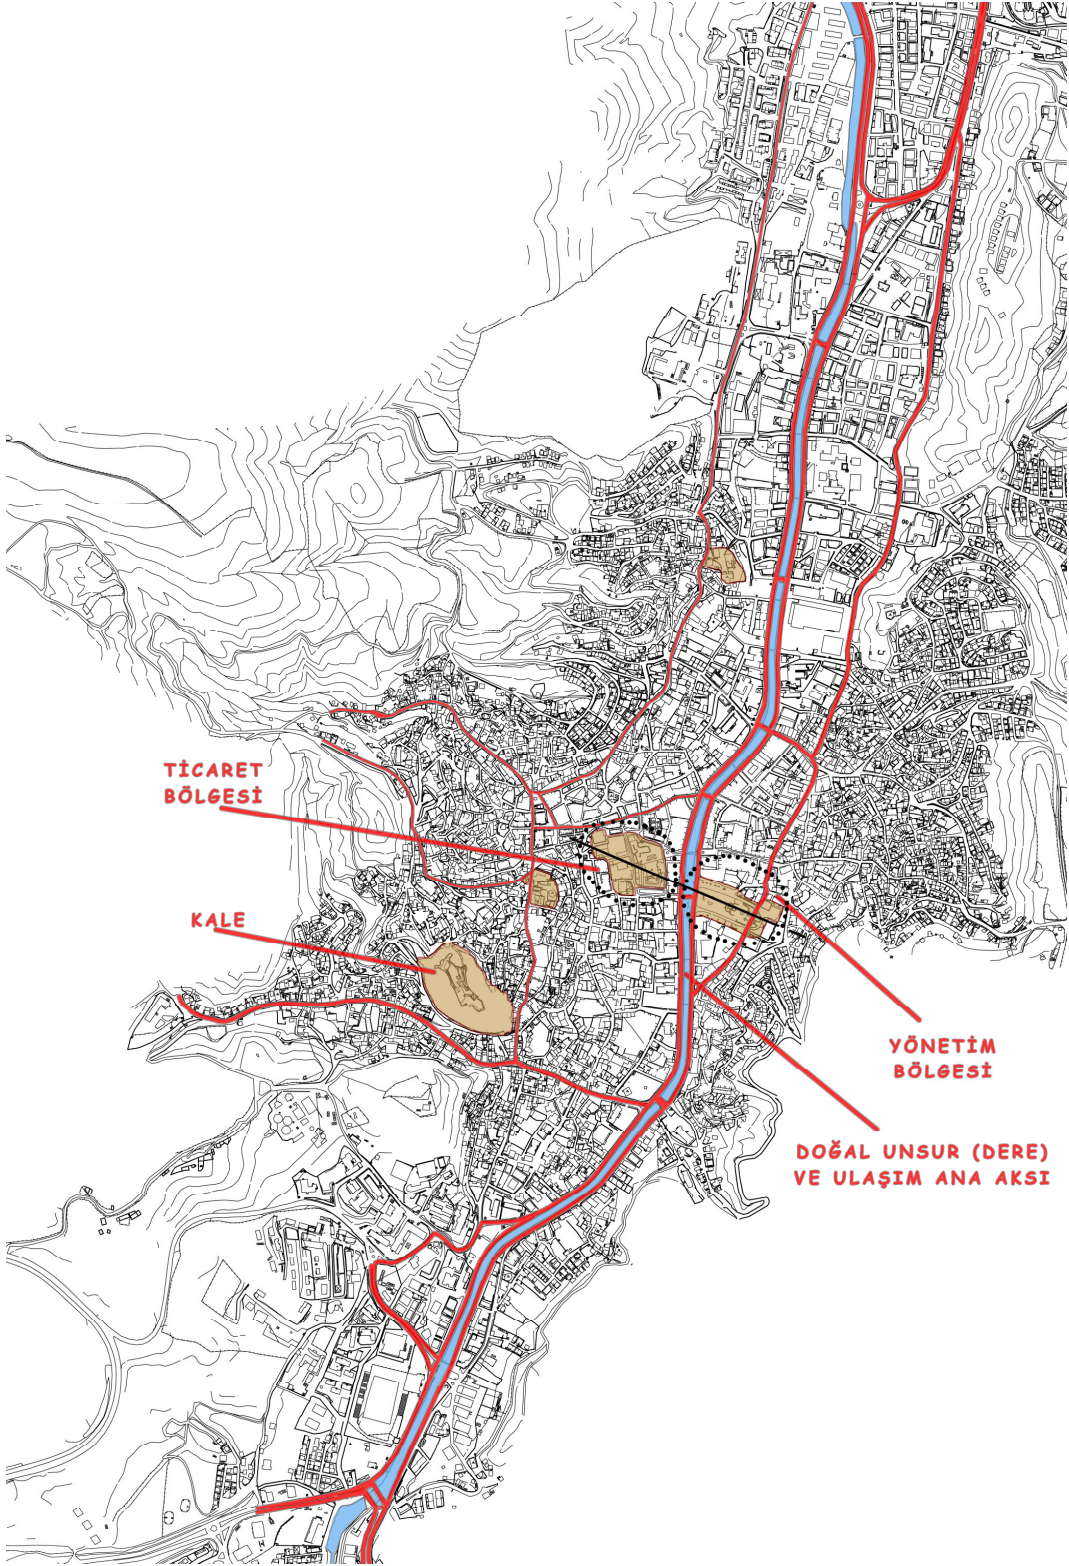 TİCARET
BÖLGESİ
KALE
YÖNETİM
BÖLGESİ
DOĞAL UNSUR (DERE)
VE ULAŞIM ANA AKSI